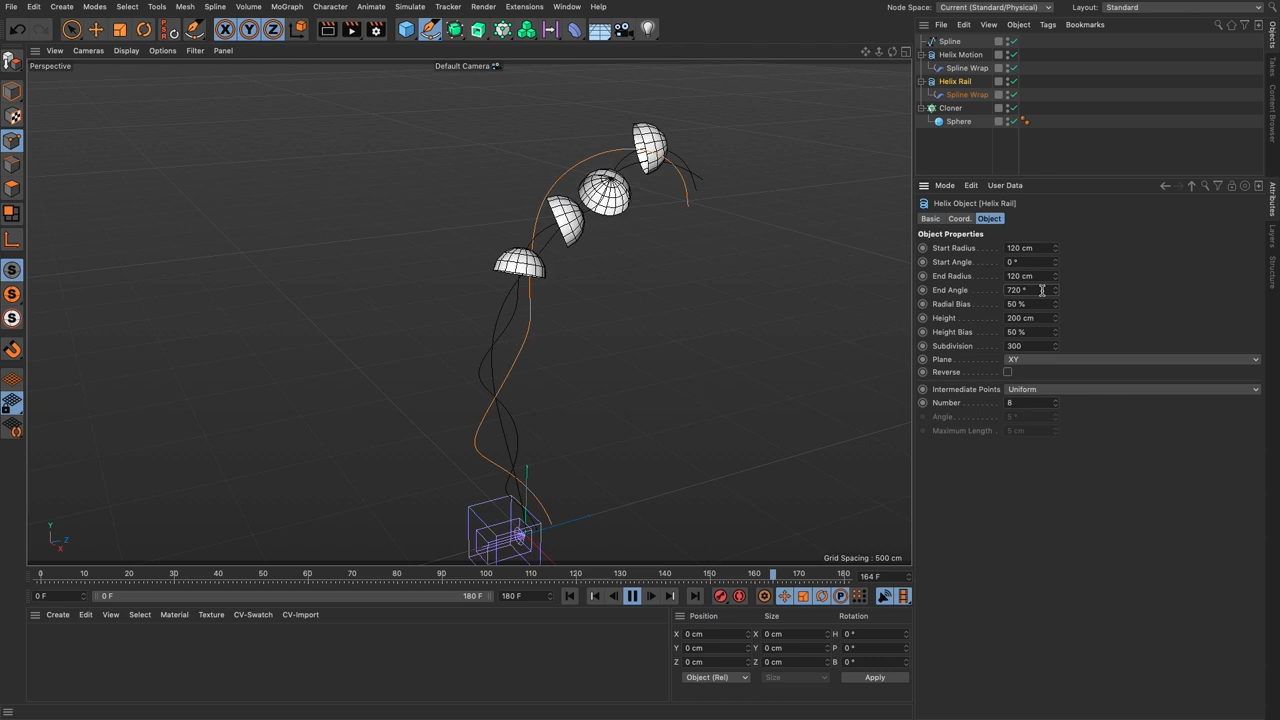 File Edit Create Modes Select Tools Mesh Spline Volume MoGraph Character Animate Simulate Tracker Render Extensions Window Help Node Space: Current (Standard/Physical) Layout: Standard
X Y Z
File Edit View Object Tags Bookmarks
View Cameras Display Options Filter Panel
Perspective
Default Camera
Spline
Helix Motion
Spline Wrap
Helix Rail
Spline Wrap
Cloner
Sphere
Objects
Takes
Content Browser
Mode Edit User Data
Attributes
Layers
Structure
Helix Object [Helix Rail]
Basic Coord. Object
Object Properties
Start Radius 120 cm
Start Angle 0 °
End Radius 120 cm
End Angle 720 °
Radial Bias 50 %
Height 200 cm
Height Bias 50 %
Subdivision 300
Plane XY
Reverse
Intermediate Points Uniform
Number 8
Angle 5 °
Maximum Length 5 cm
Y
Z
X
Grid Spacing : 500 cm
0 10 20 30 40 50 60 70 80 90 100 110 120 130 140 150 160 170 180 164 F
0 F 0 F 180 F 180 F
Create Edit View Select Material Texture CV-Swatch CV-Import
Position Size Rotation
X 0 cm X 0 cm H 0 °
Y 0 cm Y 0 cm P 0 °
Z 0 cm Z 0 cm B 0 °
Object (Rel) Size Apply